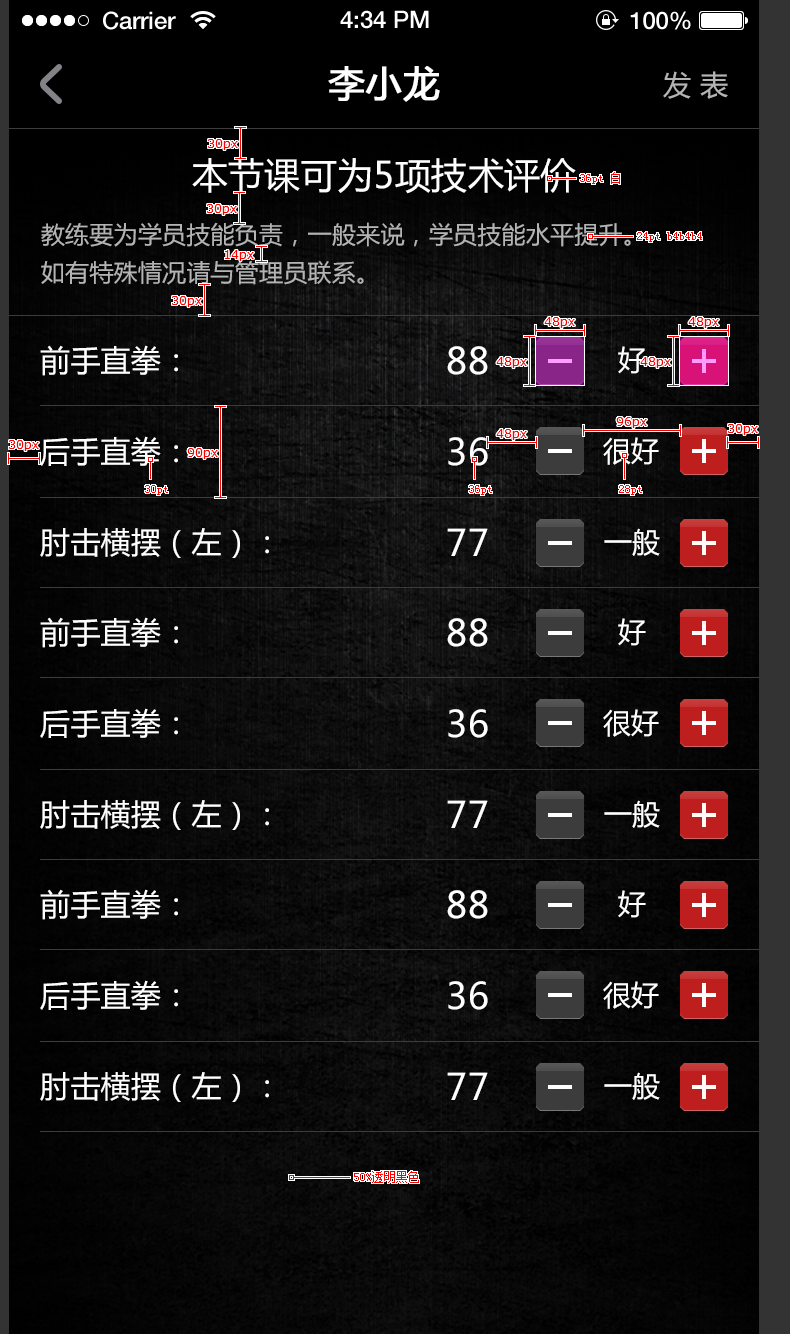 Carrier 4:34 PM 100%
李小龙 发表
30px
本节课可为5项技术评价 36pt 白
30px
教练要为学员技能负责，一般来说，学员技能水平提升。 24pt b4b4b4
14px
如有特殊情况请与管理员联系。
30px
48px 48px
前手直拳： 88 48px 好 48px
30px 后手直拳： 90px 36 48px 很好 96px 30px
30pt 36pt 28pt
肘击横摆（左）： 77 一般
前手直拳： 88 好
后手直拳： 36 很好
肘击横摆（左）： 77 一般
前手直拳： 88 好
后手直拳： 36 很好
肘击横摆（左）： 77 一般
50%透明黑色